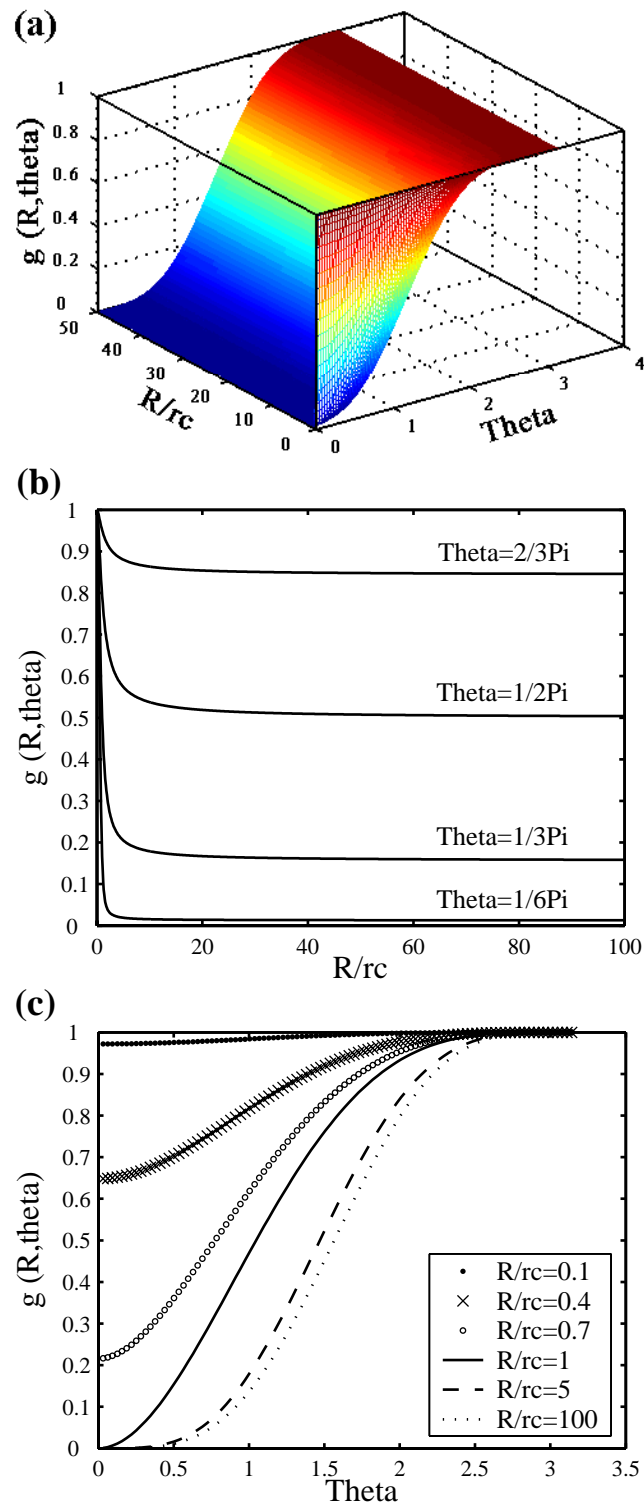 (a)
g (R,theta)
1
0.8
0.6
0.4
0.2
0
50
40
30
20
10
0
R/rc
0
1
2
3
4
Theta
(b)
g (R,theta)
1
0.9
0.8
0.7
0.6
0.5
0.4
0.3
0.2
0.1
0
Theta=2/3Pi
Theta=1/2Pi
Theta=1/3Pi
Theta=1/6Pi
0 20 40 60 80 100
R/rc
(c)
g (R,theta)
1
0.9
0.8
0.7
0.6
0.5
0.4
0.3
0.2
0.1
0
R/rc=0.1
R/rc=0.4
R/rc=0.7
R/rc=1
R/rc=5
R/rc=100
0 0.5 1 1.5 2 2.5 3 3.5
Theta